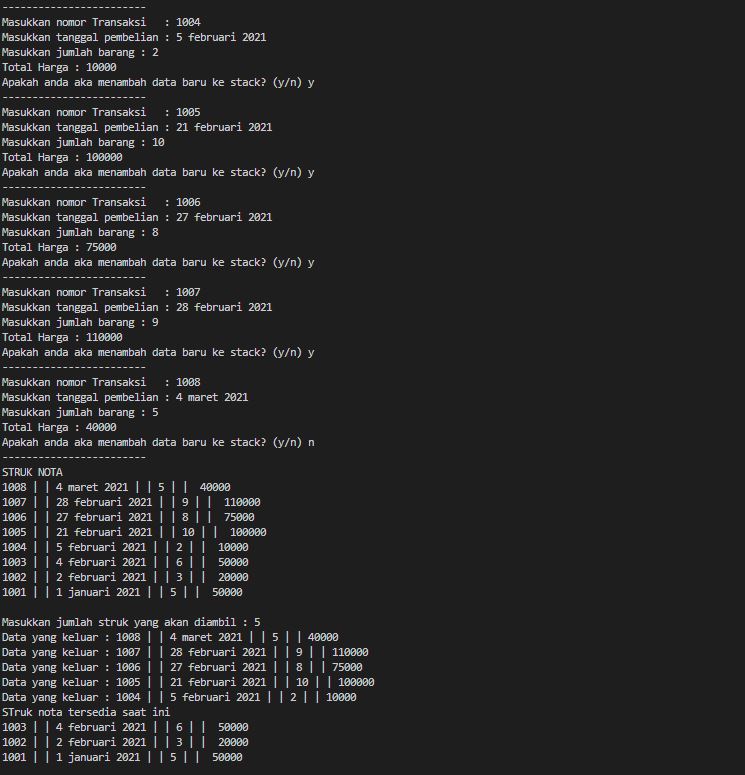 ------------------------
Masukkan nomor Transaksi   : 1004
Masukkan tanggal pembelian : 5 februari 2021
Masukkan jumlah barang : 2
Total Harga : 10000
Apakah anda aka menambah data baru ke stack? (y/n) y
------------------------
Masukkan nomor Transaksi   : 1005
Masukkan tanggal pembelian : 21 februari 2021
Masukkan jumlah barang : 10
Total Harga : 100000
Apakah anda aka menambah data baru ke stack? (y/n) y
------------------------
Masukkan nomor Transaksi   : 1006
Masukkan tanggal pembelian : 27 februari 2021
Masukkan jumlah barang : 8
Total Harga : 75000
Apakah anda aka menambah data baru ke stack? (y/n) y
------------------------
Masukkan nomor Transaksi   : 1007
Masukkan tanggal pembelian : 28 februari 2021
Masukkan jumlah barang : 9
Total Harga : 110000
Apakah anda aka menambah data baru ke stack? (y/n) y
------------------------
Masukkan nomor Transaksi   : 1008
Masukkan tanggal pembelian : 4 maret 2021
Masukkan jumlah barang : 5
Total Harga : 40000
Apakah anda aka menambah data baru ke stack? (y/n) n
------------------------
STRUK NOTA
1008 | | 4 maret 2021 | | 5 | |  40000
1007 | | 28 februari 2021 | | 9 | |  110000
1006 | | 27 februari 2021 | | 8 | |  75000
1005 | | 21 februari 2021 | | 10 | |  100000
1004 | | 5 februari 2021 | | 2 | |  10000
1003 | | 4 februari 2021 | | 6 | |  50000
1002 | | 2 februari 2021 | | 3 | |  20000
1001 | | 1 januari 2021 | | 5 | |  50000

Masukkan jumlah struk yang akan diambil : 5
Data yang keluar : 1008 | | 4 maret 2021 | | 5 | | 40000
Data yang keluar : 1007 | | 28 februari 2021 | | 9 | | 110000
Data yang keluar : 1006 | | 27 februari 2021 | | 8 | | 75000
Data yang keluar : 1005 | | 21 februari 2021 | | 10 | | 100000
Data yang keluar : 1004 | | 5 februari 2021 | | 2 | | 10000
STruk nota tersedia saat ini
1003 | | 4 februari 2021 | | 6 | |  50000
1002 | | 2 februari 2021 | | 3 | |  20000
1001 | | 1 januari 2021 | | 5 | |  50000